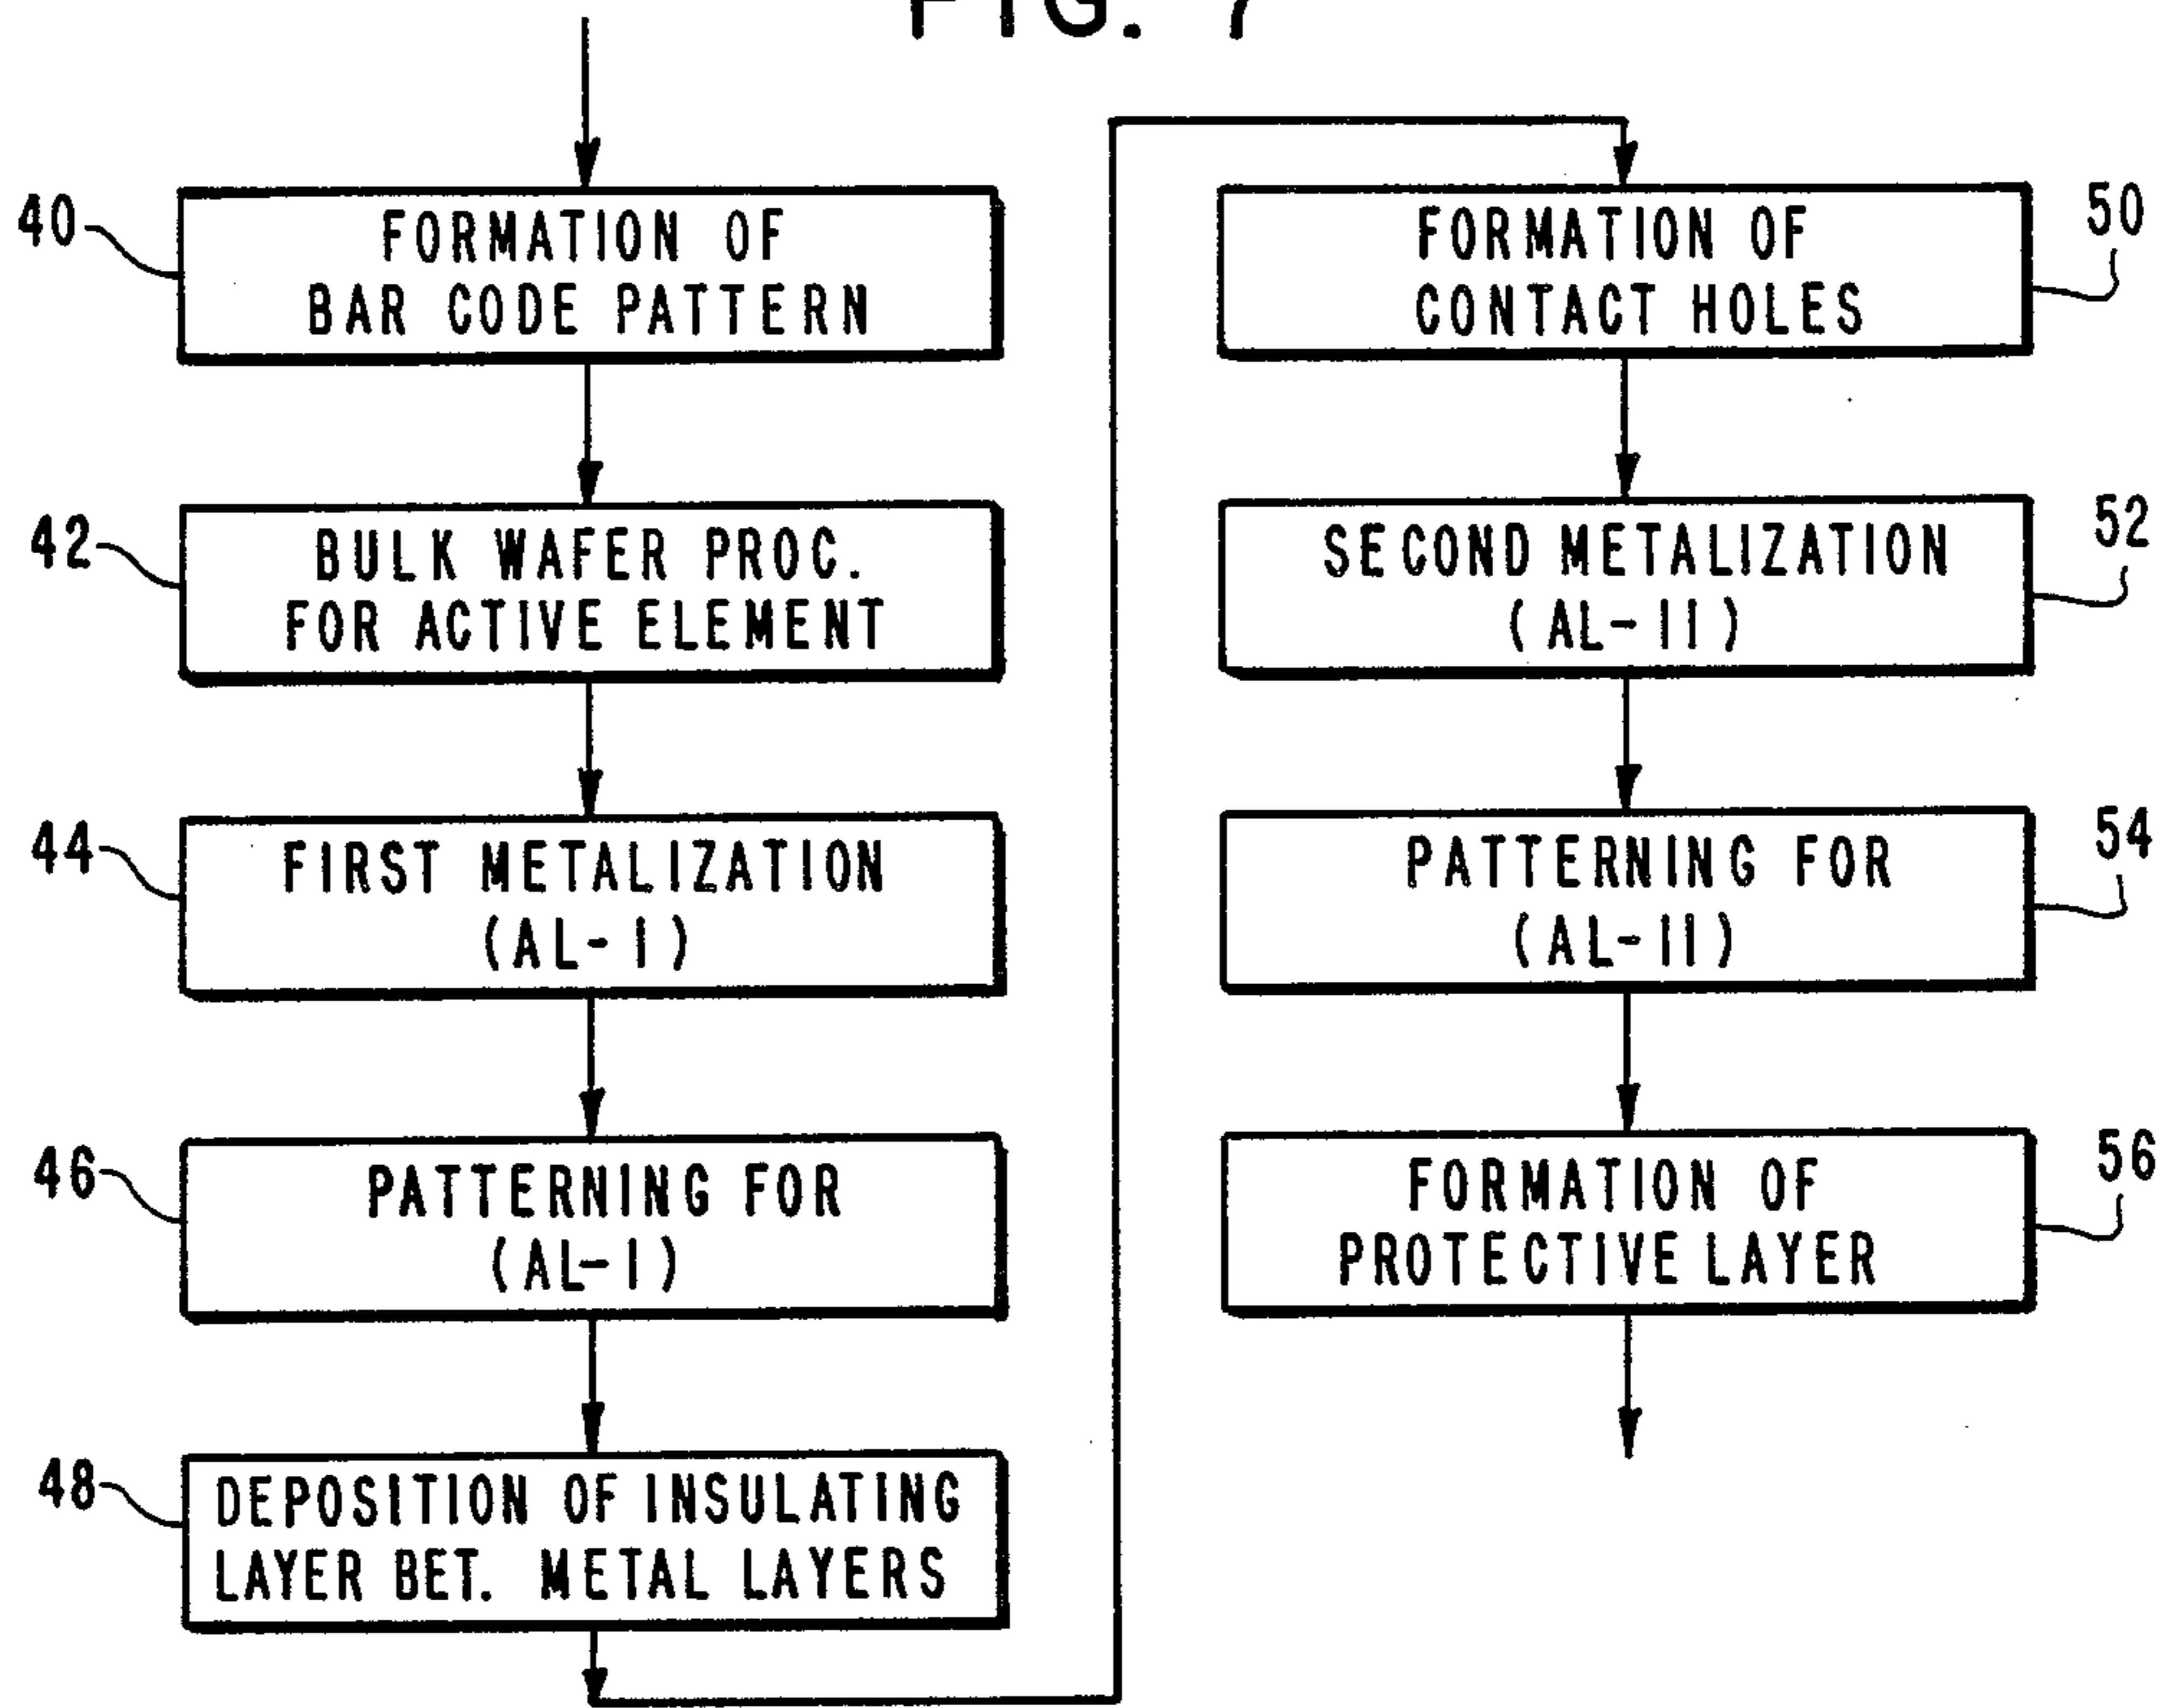 FIG. 7
40
FORMATION OF
BAR CODE PATTERN
42
BULK WAFER PROC.
FOR ACTIVE ELEMENT
44
FIRST METALIZATION
(AL-I)
46
PATTERNING FOR
(AL-I)
48
DEPOSITION OF INSULATING
LAYER BET. METAL LAYERS
50
FORMATION OF
CONTACT HOLES
52
SECOND METALIZATION
(AL-II)
54
PATTERNING FOR
(AL-II)
56
FORMATION OF
PROTECTIVE LAYER